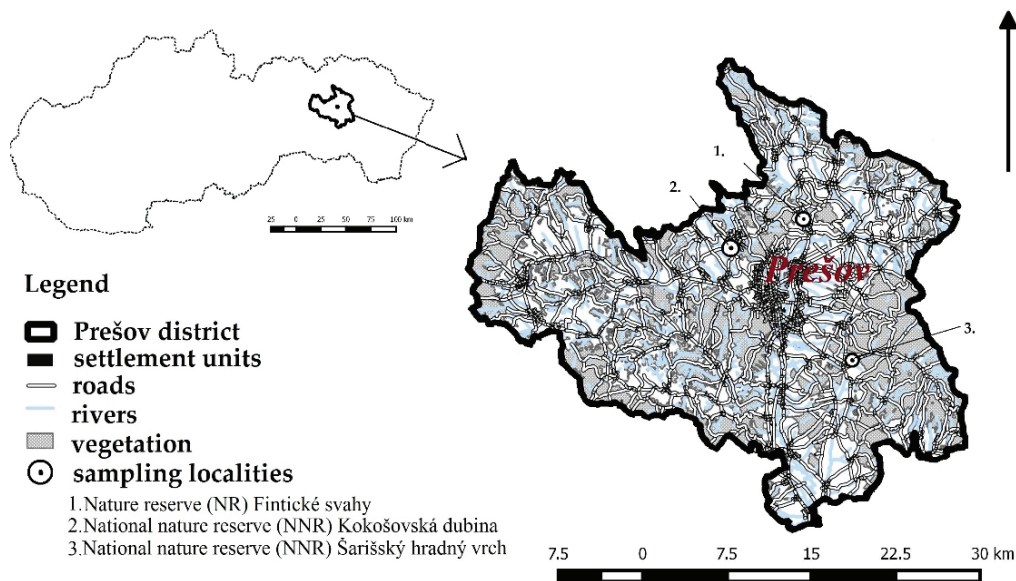 25 0 25 50 75 100 km
1.
2.
Prešov
3.
Legend
Prešov district
settlement units
roads
rivers
vegetation
sampling localities
1.Nature reserve (NR) Fintické svahy
2.National nature reserve (NNR) Kokošovská dubina
3.National nature reserve (NNR) Šarišský hradný vrch
7.5 0 7.5 15 22.5 30 km